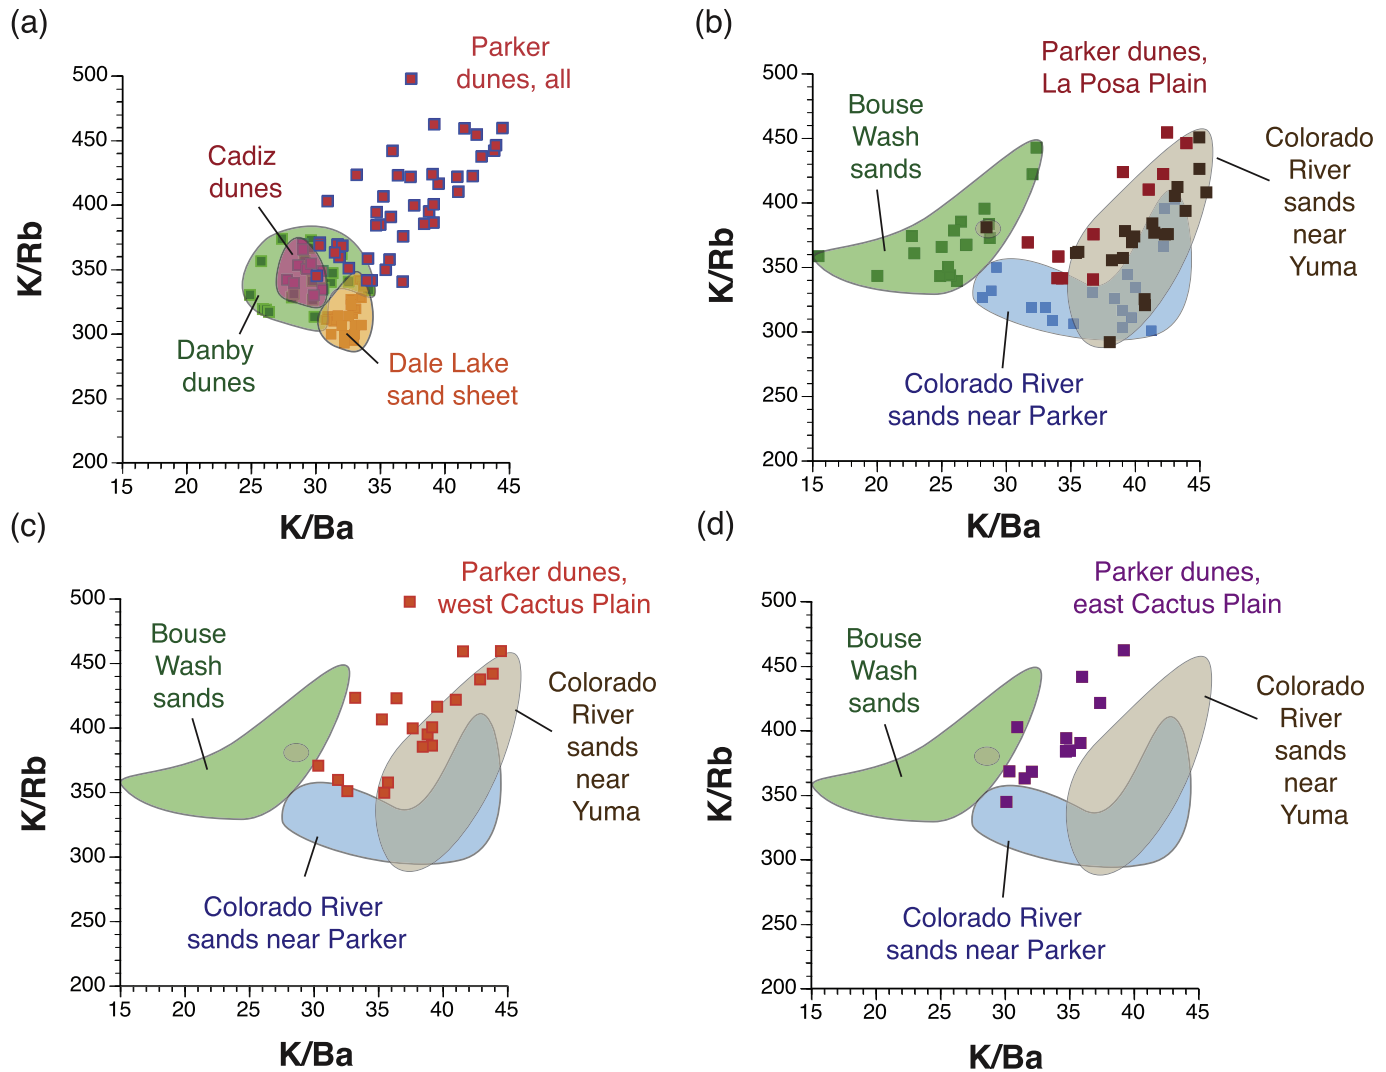 (a)
Parker
dunes, all
Cadiz
dunes
Danby
dunes
Dale Lake
sand sheet
500
450
400
350
300
250
200
15 20 25 30 35 40 45
K/Rb
K/Ba
(b)
Parker dunes,
La Posa Plain
Bouse
Wash
sands
Colorado
River
sands
near
Yuma
Colorado River
sands near Parker
500
450
400
350
300
250
200
15 20 25 30 35 40 45
K/Rb
K/Ba
(c)
Parker dunes,
west Cactus Plain
Bouse
Wash
sands
Colorado
River
sands
near
Yuma
Colorado River
sands near Parker
500
450
400
350
300
250
200
15 20 25 30 35 40 45
K/Rb
K/Ba
(d)
Parker dunes,
east Cactus Plain
Bouse
Wash
sands
Colorado
River
sands
near
Yuma
Colorado River
sands near Parker
500
450
400
350
300
250
200
15 20 25 30 35 40 45
K/Rb
K/Ba